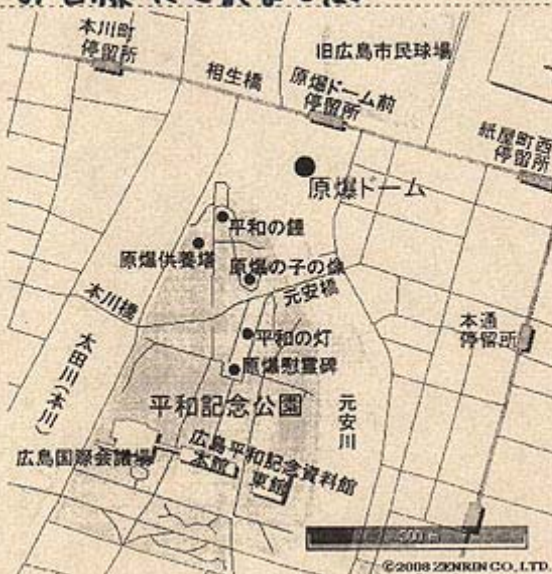 本川町
停留所
旧広島市民球場
相生橋
原爆ドーム前
停留所
紙屋町西
停留所
原爆ドーム
平和の鐘
原爆供養塔
原爆の子の像
元安橋
本川橋
平和の灯
本通
停留所
原爆慰霊碑
太田川(本川)
平和記念公園
元安川
広島国際会議場
広島平和記念資料館
本館
東館
300m
©2008 ZENRIN CO., LTD.